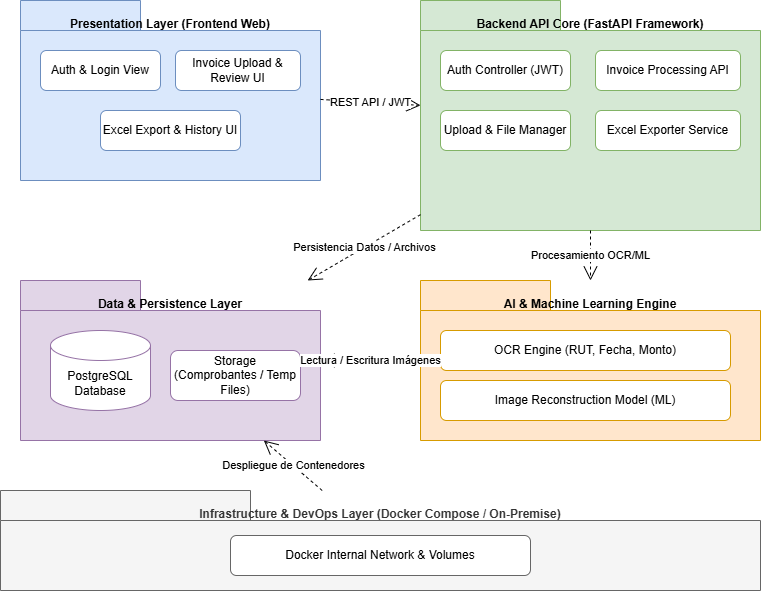 Presentation Layer (Frontend Web)
Auth & Login View
Invoice Upload &
Review UI
Excel Export & History UI
REST API / JWT
Backend API Core (FastAPI Framework)
Auth Controller (JWT)
Invoice Processing API
Upload & File Manager
Excel Exporter Service
Persistencia Datos / Archivos
Procesamiento OCR/ML
Data & Persistence Layer
PostgreSQL
Database
Storage
(Comprobantes / Temp
Files)
Lectura / Escritura Imágenes
AI & Machine Learning Engine
OCR Engine (RUT, Fecha, Monto)
Image Reconstruction Model (ML)
Despliegue de Contenedores
Infrastructure & DevOps Layer (Docker Compose / On-Premise)
Docker Internal Network & Volumes